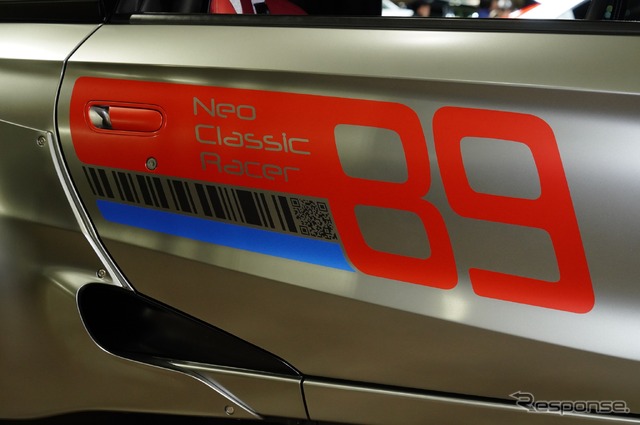 Neo
Classic
Racer
89
Response.